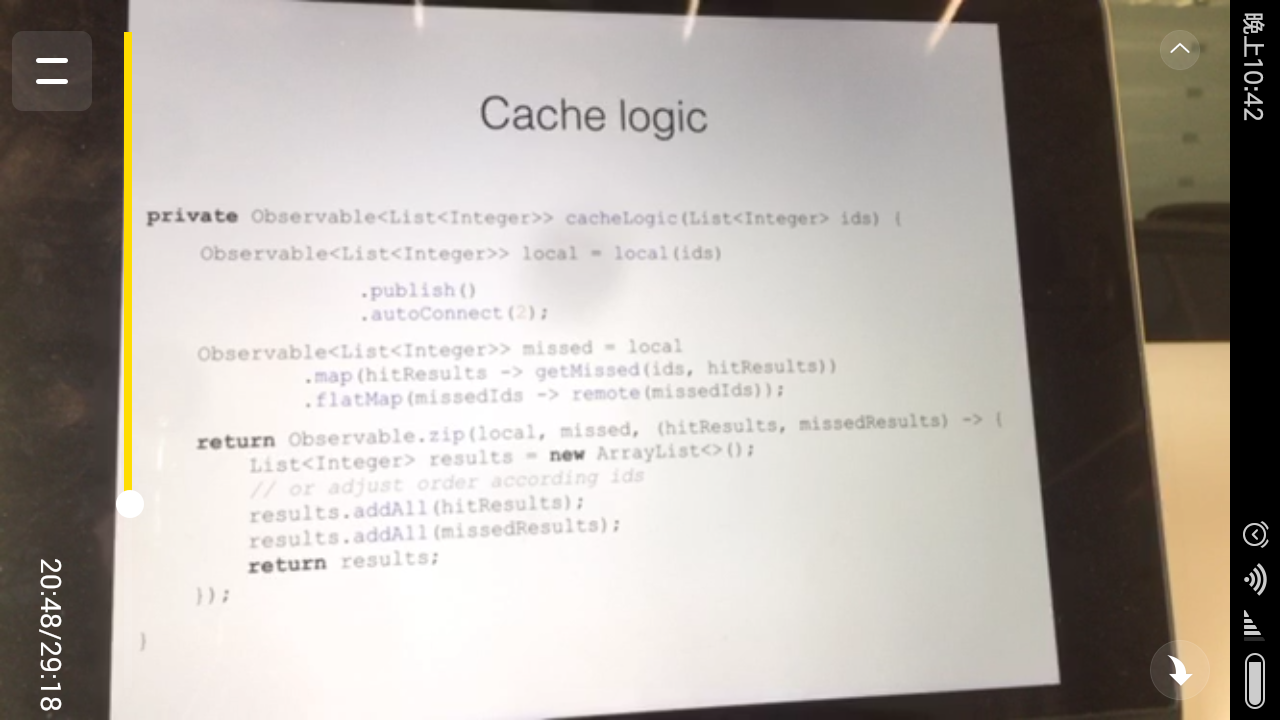 Cache logic
private Observable<List<Integer>> cacheLogic(List<Integer> ids) {
Observable<List<Integer>> local = local(ids)
.publish()
.autoConnect(2);
Observable<List<Integer>> missed = local
.map(hitResults -> getMissed(ids, hitResults))
.flatMap(missedIds -> remote(missedIds));
return Observable.zip(local, missed, (hitResults, missedResults) -> {
List<Integer> results = new ArrayList<>();
// or adjust order according ids
results.addAll(hitResults);
results.addAll(missedResults);
return results;
});
}
20:48/29:18
晚上10:42